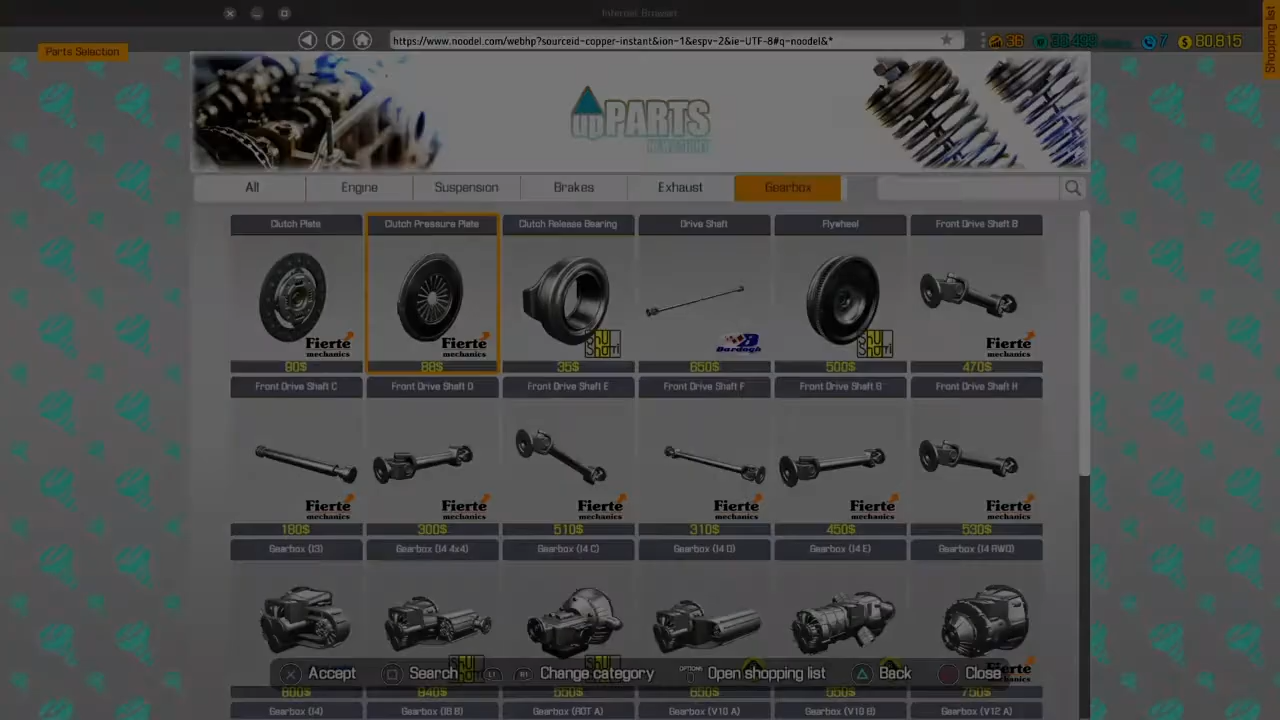 Internet Browser
Parts Selection
https://www.noodel.com/webhp?sourceid-copper-instant&ion-1&espv-2&ie-UTF-8#q-noodel&*
36
7
80,815
Shopping list
upPARTS
All
Engine
Suspension
Brakes
Exhaust
Gearbox
Clutch Plate
Clutch Pressure Plate
Clutch Release Bearing
Drive Shaft
Flywheel
Front Drive Shaft B
Fierte mechanics
Fierte mechanics
Fierte mechanics
80$
88$
35$
650$
500$
470$
Front Drive Shaft C
Front Drive Shaft D
Front Drive Shaft E
Front Drive Shaft F
Front Drive Shaft G
Front Drive Shaft H
Fierte mechanics
Fierte mechanics
Fierte mechanics
Fierte mechanics
Fierte mechanics
Fierte mechanics
180$
300$
510$
310$
450$
530$
Gearbox (I3)
Gearbox (I4 4x4)
Gearbox (I4 C)
Gearbox (I4 D)
Gearbox (I4 E)
Gearbox (I4 RWD)
Accept
Search
Change category
OPTIONS
Open shopping list
Back
Close
Gearbox (I4)
Gearbox (I6 B)
Gearbox (ROT A)
Gearbox (V10 A)
Gearbox (V10 B)
Gearbox (V12 A)